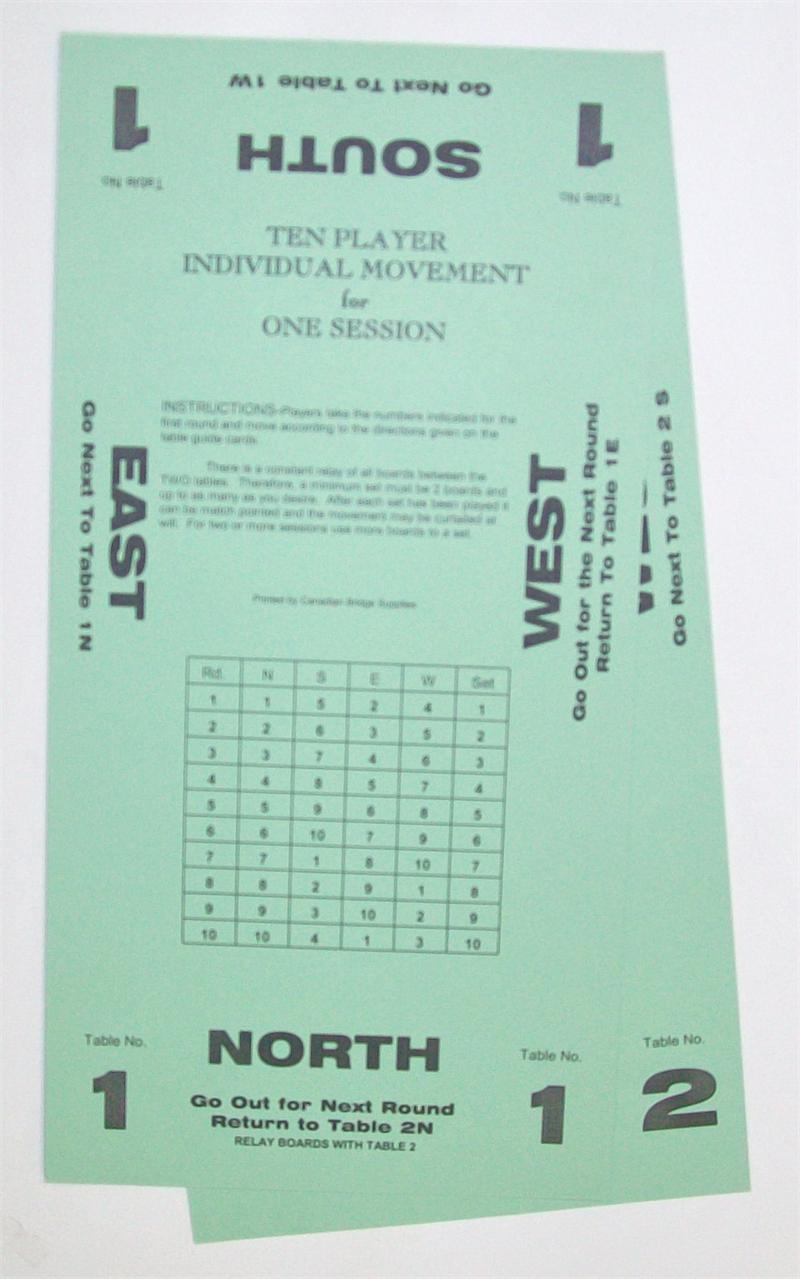 Go Next To Table 1W
SOUTH
1
Table No.
1
Table No.
TEN PLAYER
INDIVIDUAL MOVEMENT
for
ONE SESSION
INSTRUCTIONS-Players take the numbers indicated for the
first round and move according to the directions given on the
table guide cards.
There is a constant relay of all boards between the
TWO tables. Therefore, a minimum set must be 2 boards and
up to as many as you desire. After each set has been played it
can be match pointed and the movement may be curtailed at
will. For two or more sessions use more boards to a set.
Printed by Canadian Bridge Supplies
EAST
Go Next To Table 1N
WEST
Go Out for the Next Round
Return To Table 1E
Go Next To Table 2 S
Rd. N S E W Set
1 1 5 2 4 1
2 2 6 3 5 2
3 3 7 4 6 3
4 4 8 5 7 4
5 5 9 6 8 5
6 6 10 7 9 6
7 7 1 8 10 7
8 8 2 9 1 8
9 9 3 10 2 9
10 10 4 1 3 10
Table No.
1
NORTH
Go Out for Next Round
Return to Table 2N
RELAY BOARDS WITH TABLE 2
Table No.
1
Table No.
2